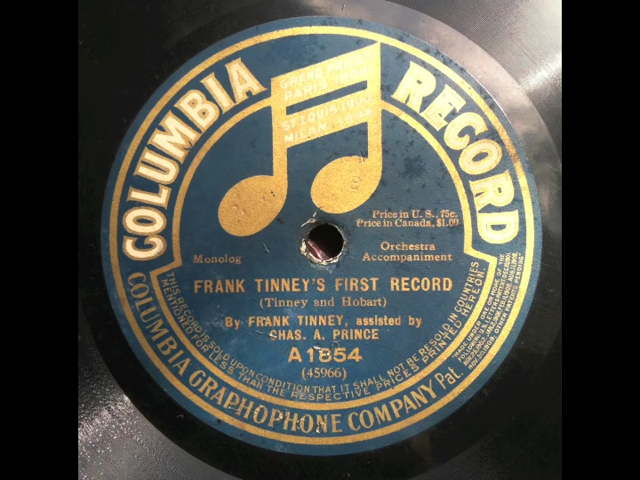 COLUMBIA RECORD
GRAND PRIX
PARIS, 1900
ST. LOUIS, 1904
MILAN, 1906
Price in U. S., 75c.
Price in Canada, $1.00
Monolog
Orchestra
Accompaniment
FRANK TINNEY'S FIRST RECORD
(Tinney and Hobart)
By FRANK TINNEY, assisted by
CHAS. A. PRINCE
A1854
(45966)
THIS RECORD IS SOLD UPON CONDITION THAT IT SHALL NOT BE RESOLD IN COUNTRIES
MENTIONED FOR LESS THAN THE RESPECTIVE PRICES PRINTED HEREON.
COLUMBIA GRAPHOPHONE COMPANY Pat.